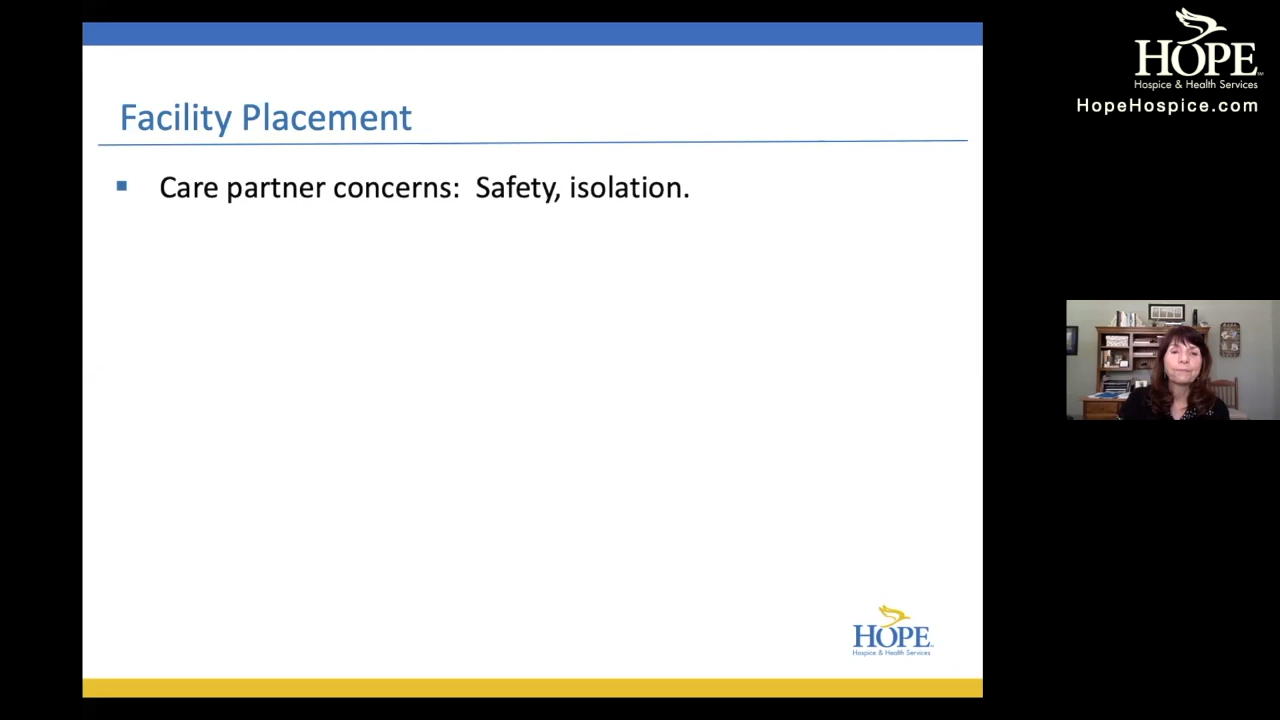 HOPE
Hospice & Health Services
HopeHospice.com
Facility Placement
▪ Care partner concerns:  Safety, isolation.
HOPE
Hospice & Health Services